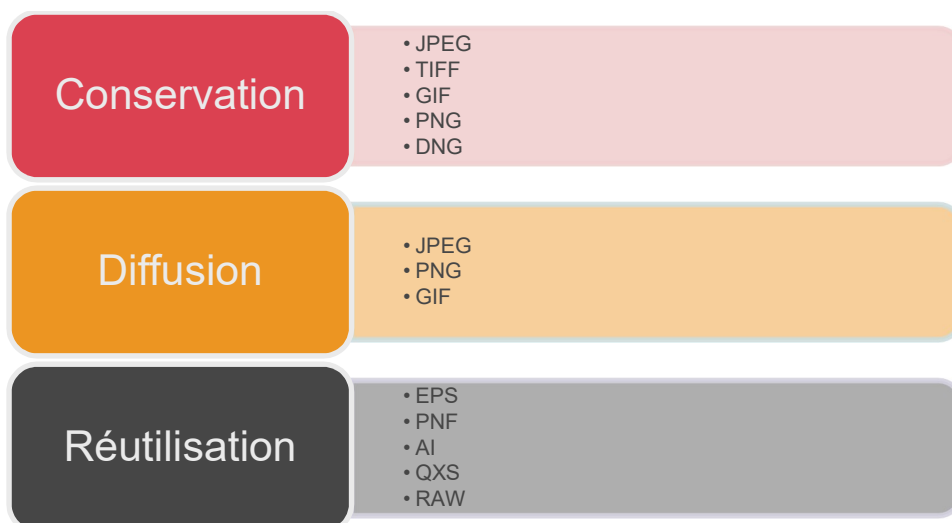 Conservation
• JPEG
• TIFF
• GIF
• PNG
• DNG
Diffusion
• JPEG
• PNG
• GIF
Réutilisation
• EPS
• PNF
• AI
• QXS
• RAW